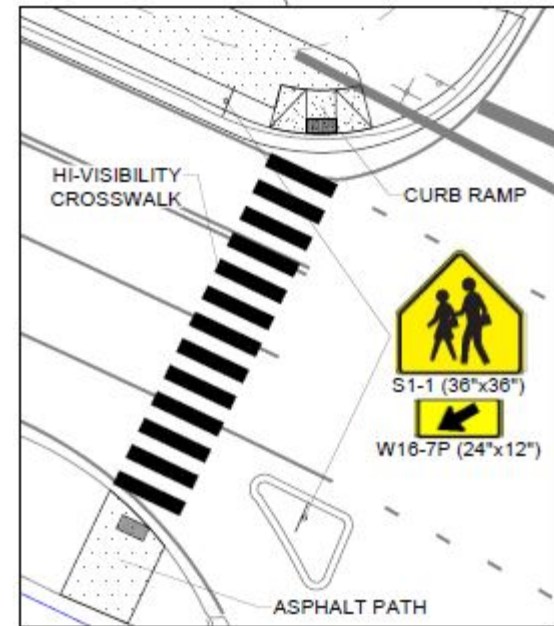 HI-VISIBILITY
CROSSWALK
CURB RAMP
S1-1 (36"x36")
W16-7P (24"x12")
ASPHALT PATH